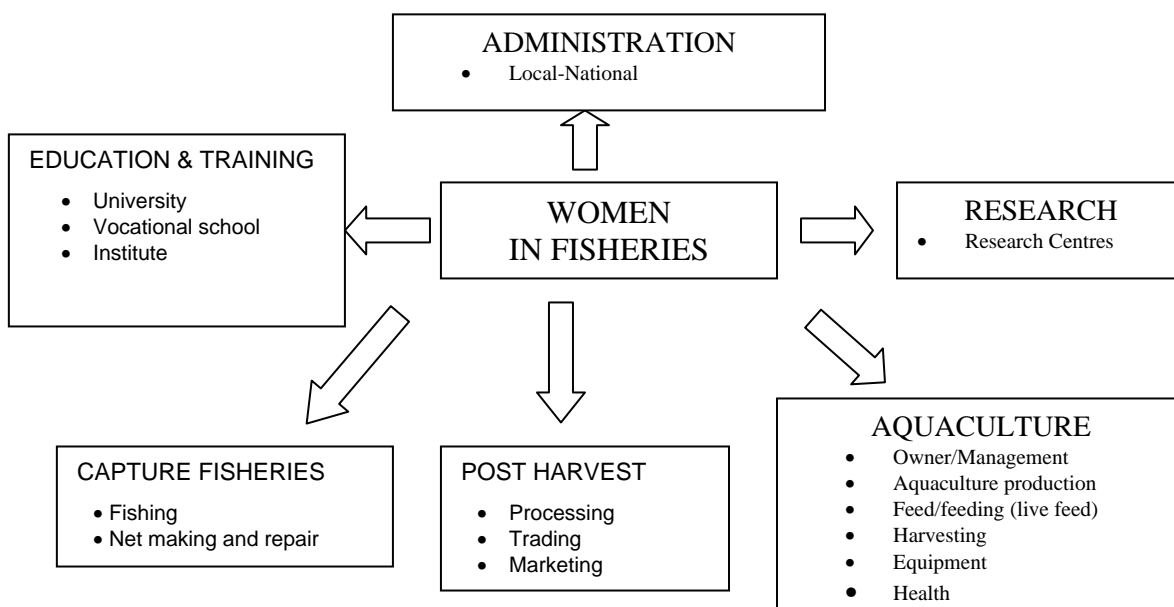 ADMINISTRATION
• Local-National
EDUCATION & TRAINING
• University
• Vocational school
• Institute
WOMEN
IN FISHERIES
RESEARCH
• Research Centres
CAPTURE FISHERIES
• Fishing
• Net making and repair
POST HARVEST
• Processing
• Trading
• Marketing
AQUACULTURE
• Owner/Management
• Aquaculture production
• Feed/feeding (live feed)
• Harvesting
• Equipment
• Health